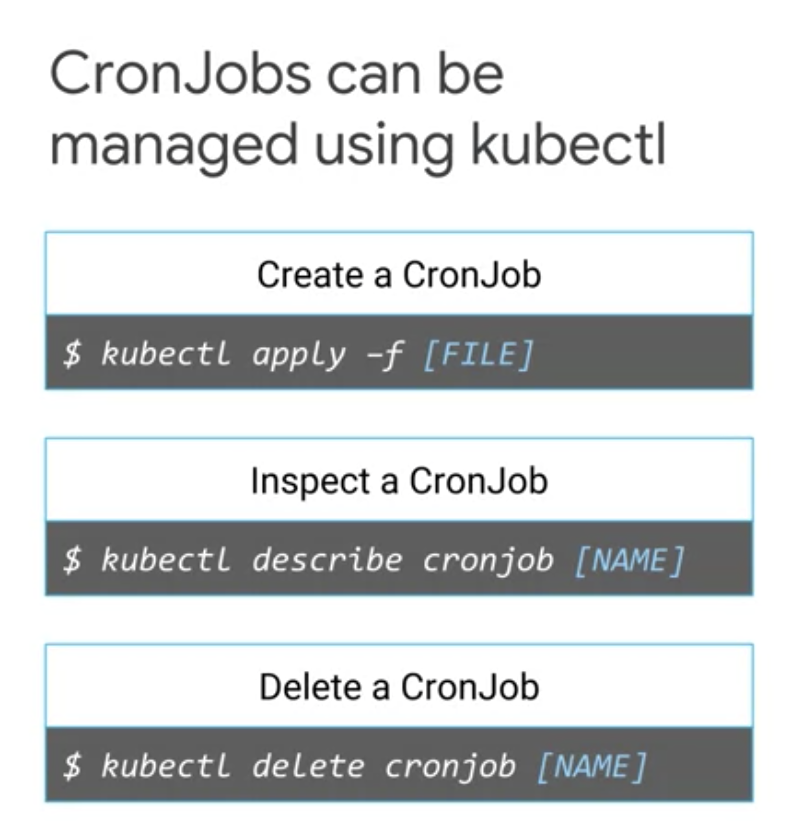 CronJobs can be
managed using kubectl
Create a CronJob
$ kubectl apply –f [FILE]
Inspect a CronJob
$ kubectl describe cronjob [NAME]
Delete a CronJob
$ kubectl delete cronjob [NAME]